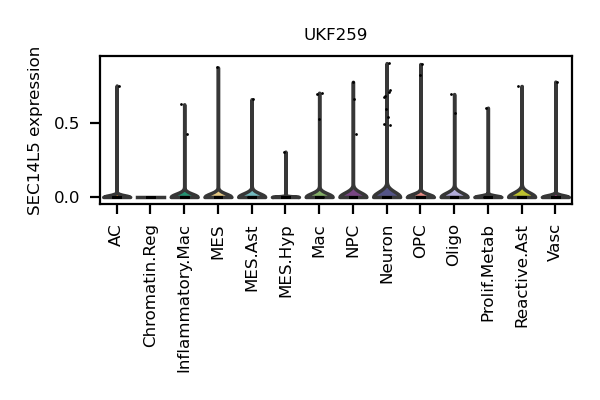 UKF259
SEC14L5 expression
0.5
0.0
AC
Chromatin.Reg
Inflammatory.Mac
MES
MES.Ast
MES.Hyp
Mac
NPC
Neuron
OPC
Oligo
Prolif.Metab
Reactive.Ast
Vasc